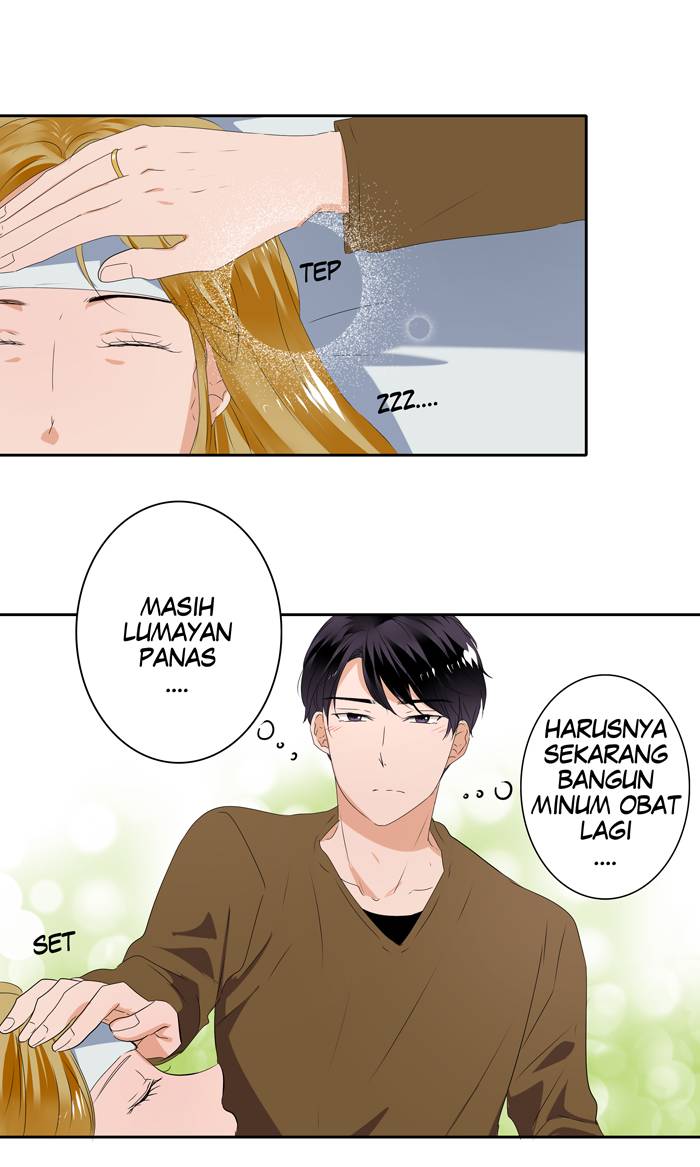 TEP
ZZZ....
MASIH
LUMAYAN
PANAS
....
HARUSNYA
SEKARANG
BANGUN
MINUM OBAT
LAGI
....
SET